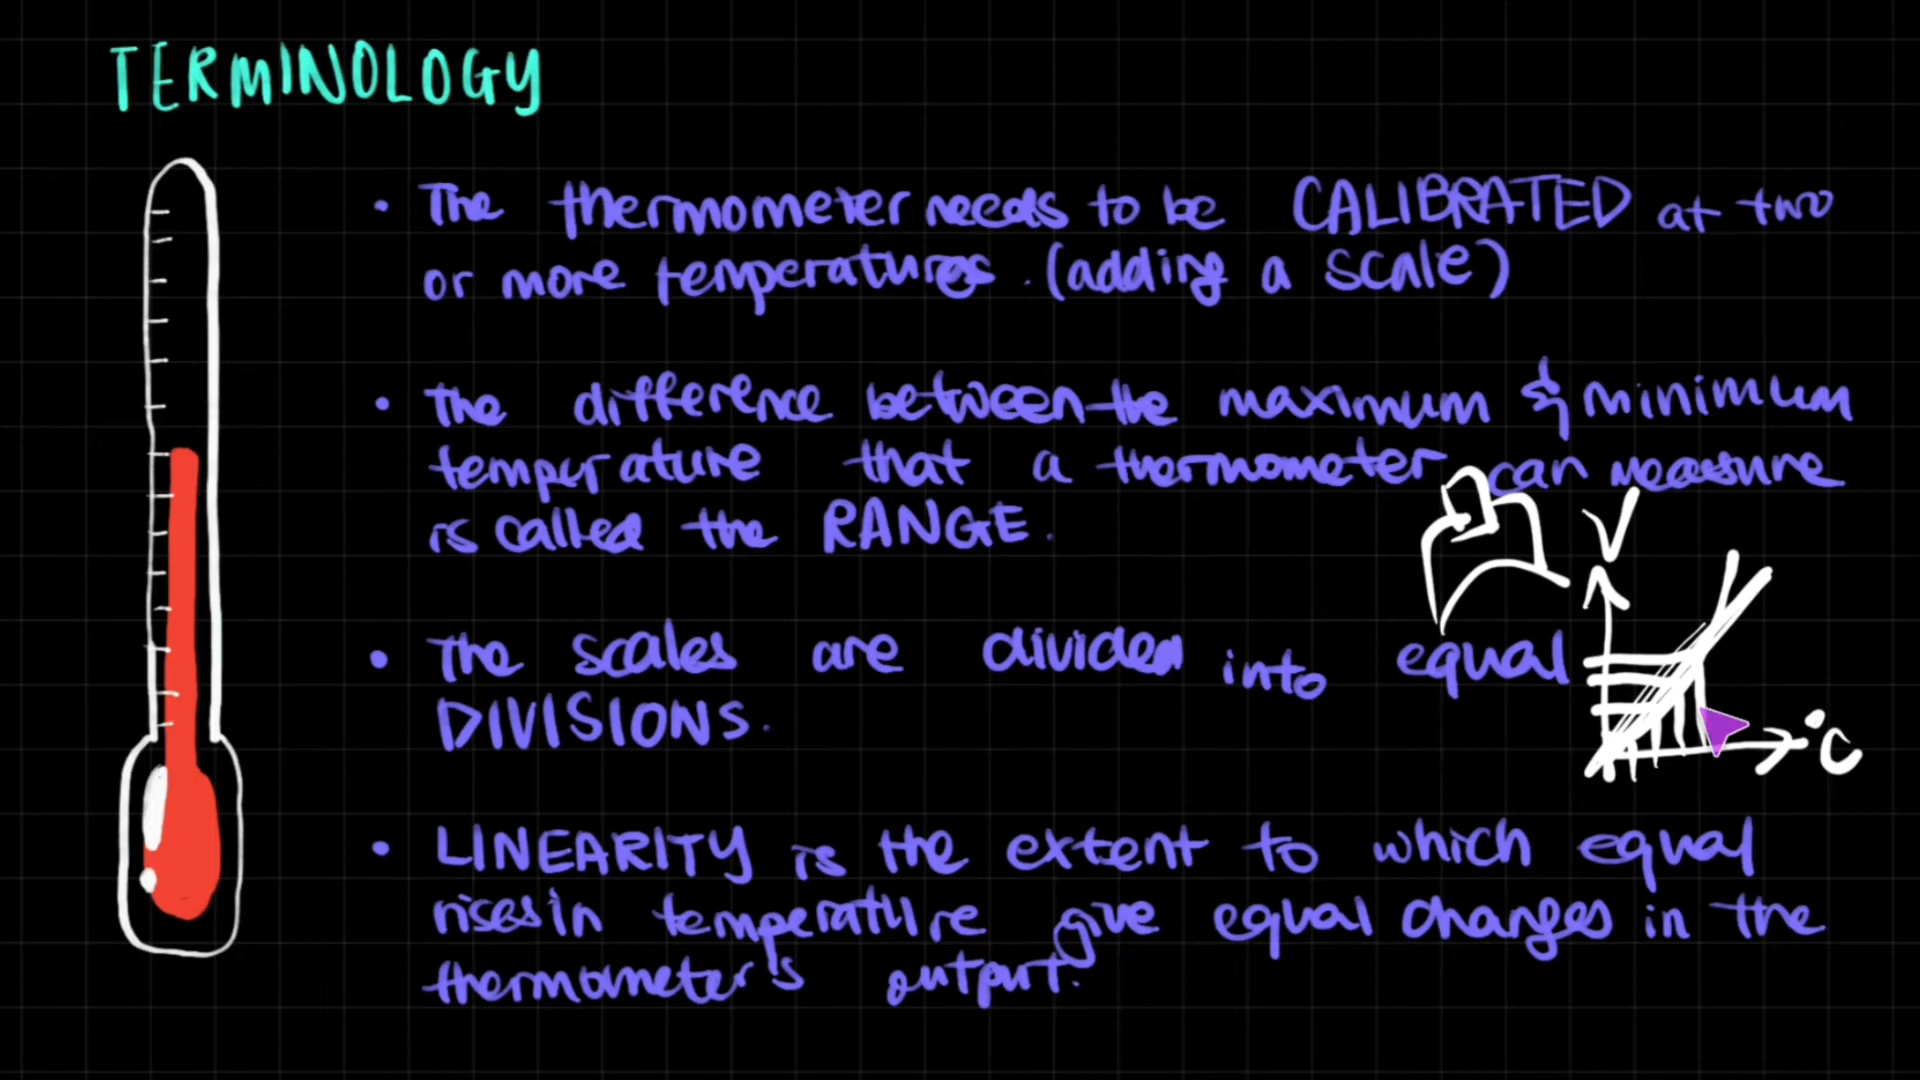 TERMINOLOGY
• The thermometer needs to be CALIBRATED at two
or more temperatures. (adding a scale)
• The difference between the maximum & minimum
temperature that a thermometer can measure
is called the RANGE.
V
• The scales are divided into equal
DIVISIONS.
°C
• LINEARITY is the extent to which equal
rises in temperature give equal changes in the
thermometer's output.